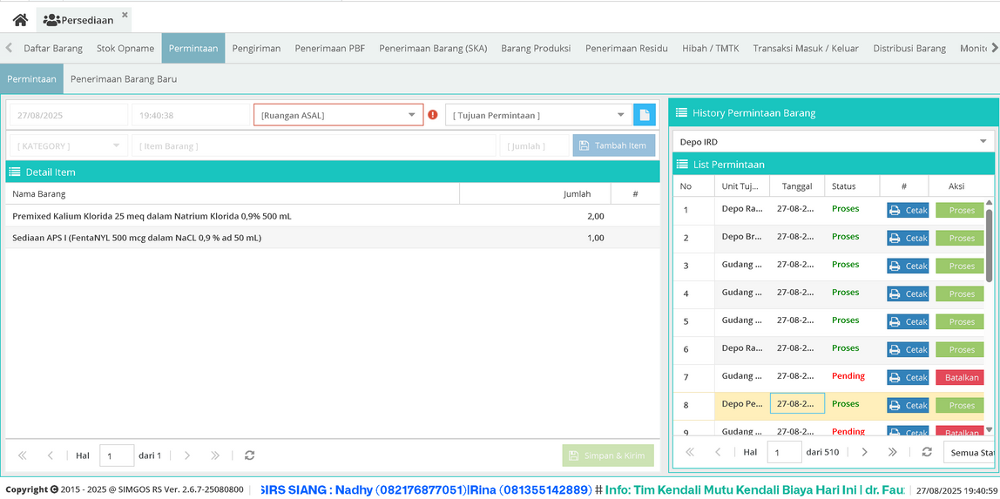 Persediaan
Daftar Barang Stok Opname Permintaan Pengiriman Penerimaan PBF Penerimaan Barang (SKA) Barang Produksi Penerimaan Residu Hibah / TMTK Transaksi Masuk / Keluar Distribusi Barang Monito
Permintaan Penerimaan Barang Baru
27/08/2025 19:40:38 [Ruangan ASAL] [ Tujuan Permintaan ]
[ KATEGORY ] [ Item Barang ] [ Jumlah ] Tambah Item
Detail Item
Nama Barang Jumlah #
Premixed Kalium Klorida 25 meq dalam Natrium Klorida 0,9% 500 mL 2,00
Sediaan APS I (FentaNYL 500 mcg dalam NaCL 0,9 % ad 50 mL) 1,00
Hal 1 dari 1 Simpan & Kirim
History Permintaan Barang
Depo IRD
List Permintaan
No Unit Tuj... Tanggal Status # Aksi
1 Depo Ra... 27-08-2... Proses Cetak Proses
2 Depo Br... 27-08-2... Proses Cetak Proses
3 Gudang ... 27-08-2... Proses Cetak Proses
4 Gudang ... 27-08-2... Proses Cetak Proses
5 Gudang ... 27-08-2... Proses Cetak Proses
6 Depo Ra... 27-08-2... Proses Cetak Proses
7 Gudang ... 27-08-2... Pending Cetak Batalkan
8 Depo Pe... 27-08-2... Proses Cetak Proses
9 Gudang ... 27-08-2... Pending Cetak Batalkan
Hal 1 dari 510 Semua Stat
Copyright © 2015 - 2025 @ SIMGOS RS Ver. 2.6.7-25080800 SIRS SIANG : Nadhy (082176877051)|Rina (081355142889) # Info: Tim Kendali Mutu Kendali Biaya Hari Ini | dr. Fau 27/08/2025 19:40:5